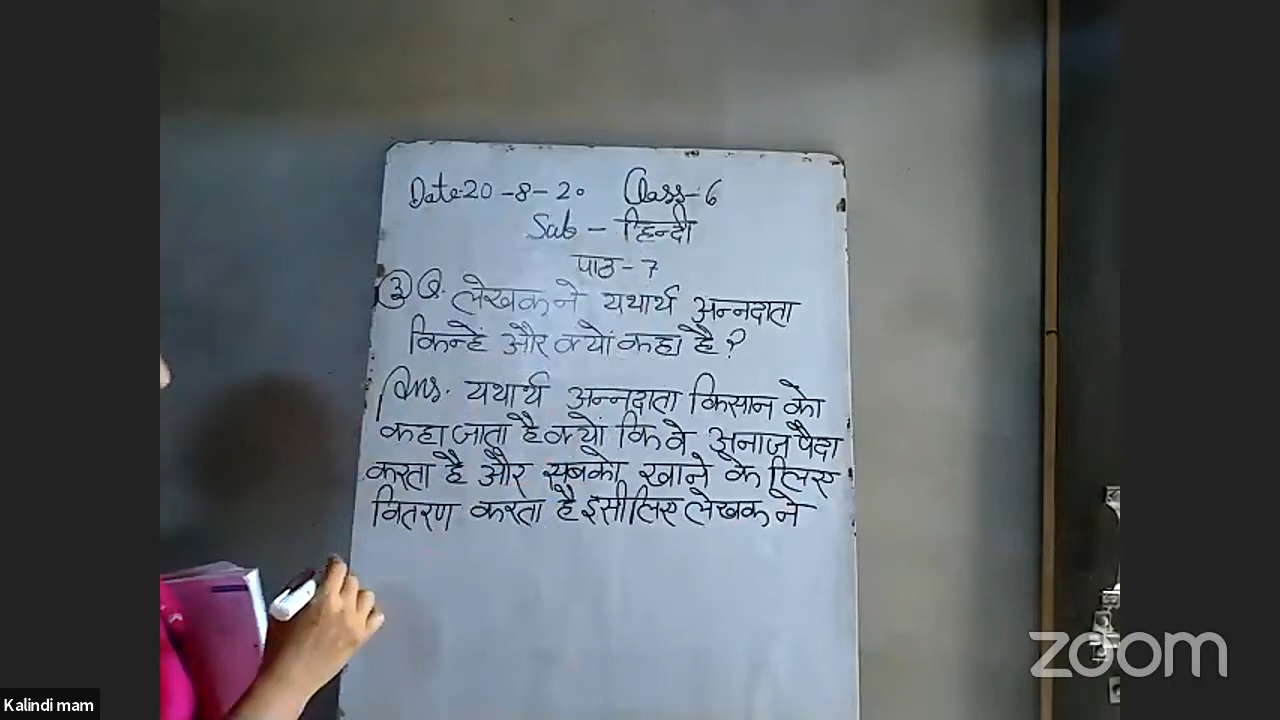 Date:20-8-20 Class-6
Sub - हिन्दी
पाठ-7
③ Q. लेखक ने यथार्थ अन्नदाता
किन्हें और क्यों कहा है?
Ans. यथार्थ अन्नदाता किसान को
कहा जाता है क्यों कि वे अनाज पैदा
करता है और सबको खाने के लिए
वितरण करता है इसीलिए लेखक ने
zoom
Kalindi mam